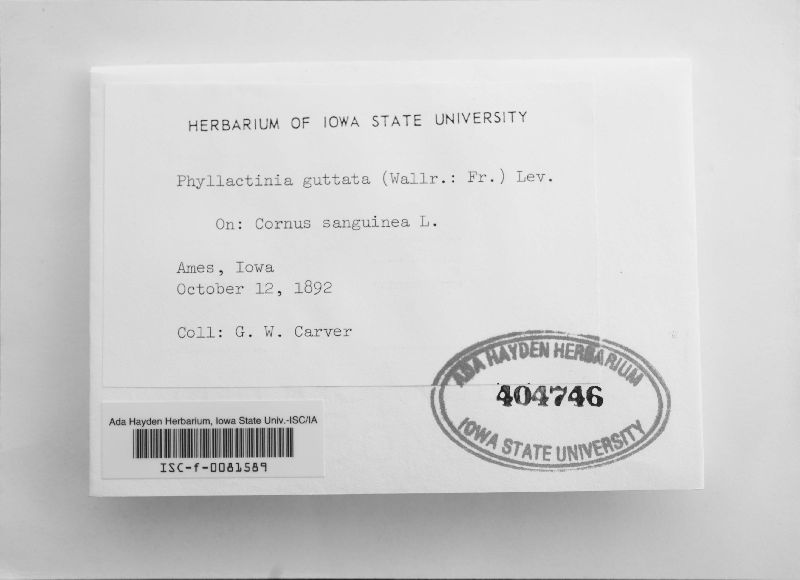 HERBARIUM OF IOWA STATE UNIVERSITY
Phyllactinia guttata (Wallr.: Fr.) Lev.
On: Cornus sanguinea L.
Ames, Iowa
October 12, 1892
Coll: G. W. Carver
ADA HAYDEN HERBARIUM
404746
IOWA STATE UNIVERSITY
Ada Hayden Herbarium, Iowa State Univ.-ISC/IA
ISC-f-0081589